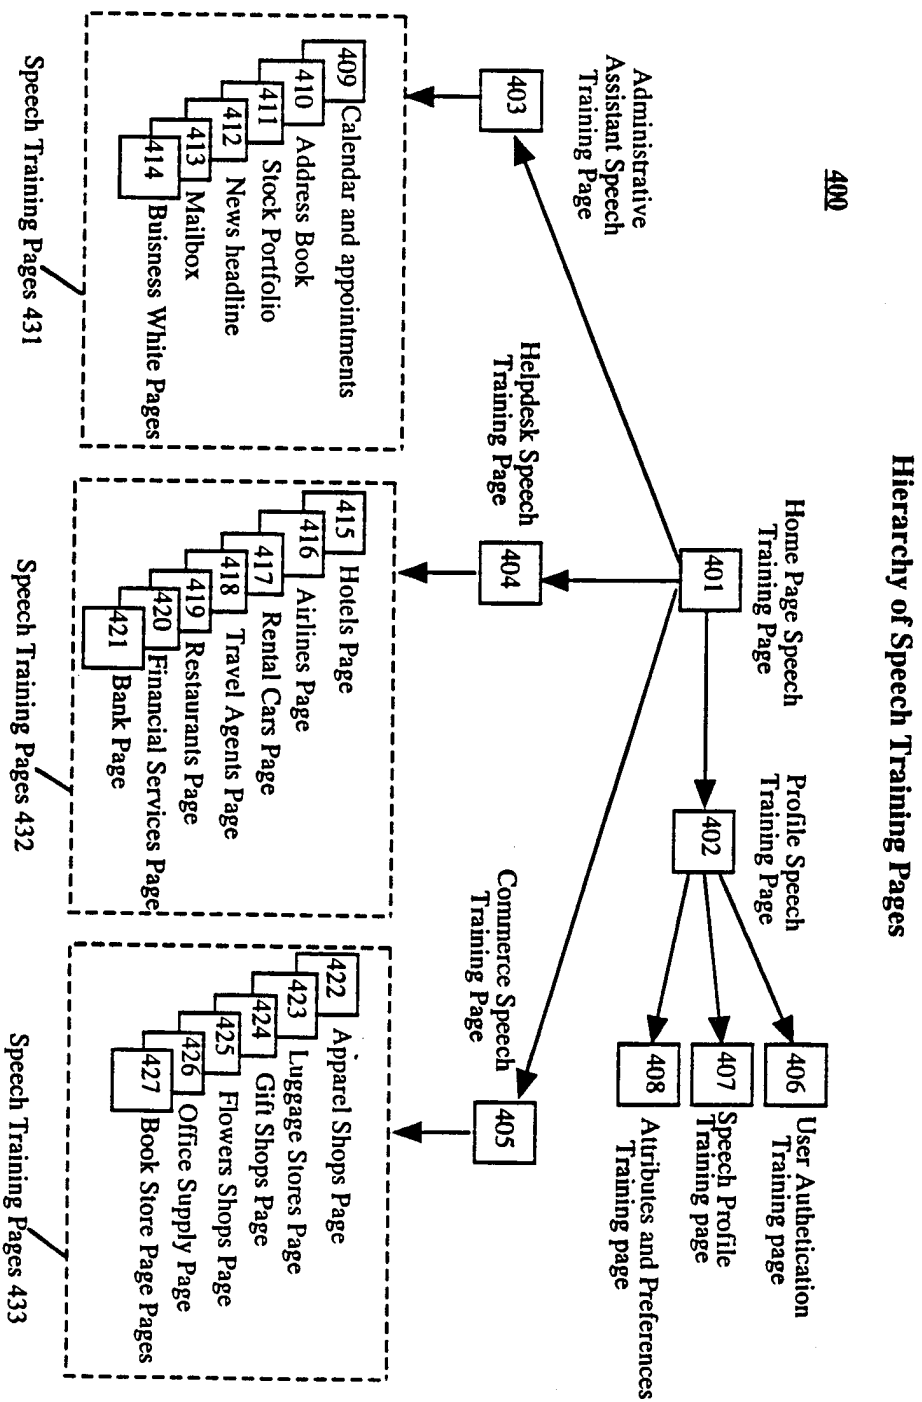 Hierarchy of Speech Training Pages
400
Home Page Speech
Training Page
401
Profile Speech
Training Page
402
406
User Authetication
Training page
407
Speech Profile
Training page
408
Attributes and Preferences
Training page
Administrative
Assistant Speech
Training Page
403
Helpdesk Speech
Training Page
404
Commerce Speech
Training Page
405
409 Calendar and appointments
410 Address Book
411 Stock Portfolio
412 News headline
413 Mailbox
414 Buisness White Pages
Speech Training Pages 431
415 Hotels Page
416 Airlines Page
417 Rental Cars Page
418 Travel Agents Page
419 Restaurants Page
420 Financial Services Page
421 Bank Page
Speech Training Pages 432
422 Apparel Shops Page
423 Luggage Stores Page
424 Gift Shops Page
425 Flowers Shops Page
426 Office Supply Page
427 Book Store Page Pages
Speech Training Pages 433